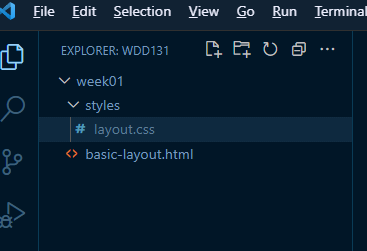 File Edit Selection View Go Run Terminal
EXPLORER: WDD131
week01
styles
# layout.css
<> basic-layout.html